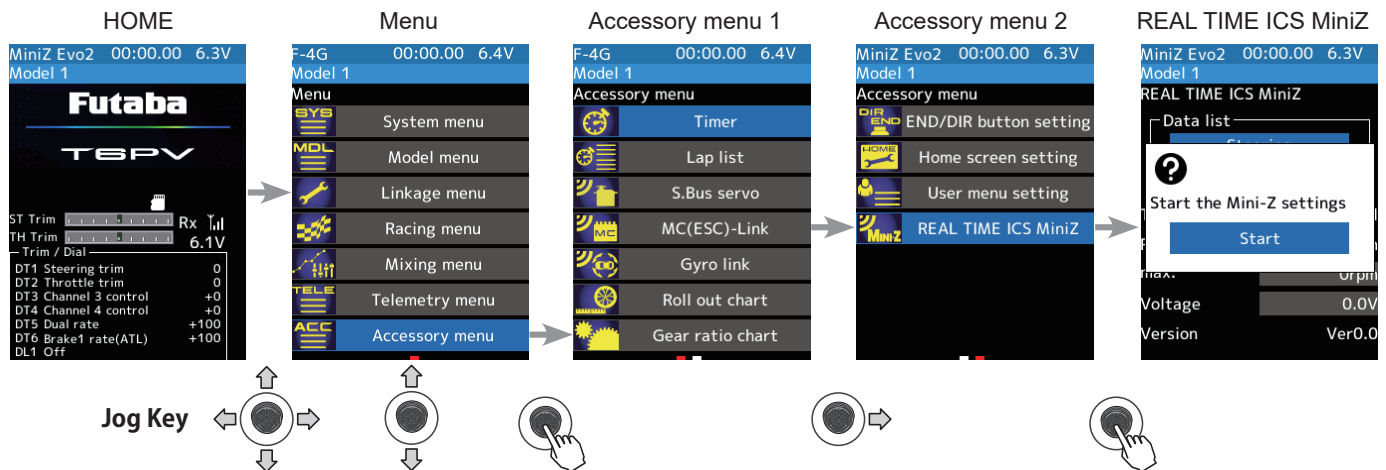 HOME
MiniZ Evo2 00:00.00 6.3V
Model 1
Futaba
T6PV
ST Trim
Rx
TH Trim
6.1V
Trim / Dial
DT1 Steering trim 0
DT2 Throttle trim 0
DT3 Channel 3 control +0
DT4 Channel 4 control +0
DT5 Dual rate +100
DT6 Brake1 rate(ATL) +100
DL1 Off
Menu
F-4G 00:00.00 6.4V
Model 1
Menu
SYS System menu
MDL Model menu
Linkage menu
Racing menu
Mixing menu
TELE Telemetry menu
ACC Accessory menu
Accessory menu 1
F-4G 00:00.00 6.4V
Model 1
Accessory menu
Timer
Lap list
S.Bus servo
MC MC(ESC)-Link
Gyro link
Roll out chart
Gear ratio chart
Accessory menu 2
MiniZ Evo2 00:00.00 6.3V
Model 1
Accessory menu
DIR END END/DIR button setting
HOME Home screen setting
User menu setting
MINI-Z REAL TIME ICS MiniZ
REAL TIME ICS MiniZ
MiniZ Evo2 00:00.00 6.3V
Model 1
REAL TIME ICS MiniZ
Data list
Start the Mini-Z settings
Start
max. 0rpm
Voltage 0.0V
Version Ver0.0
Jog Key